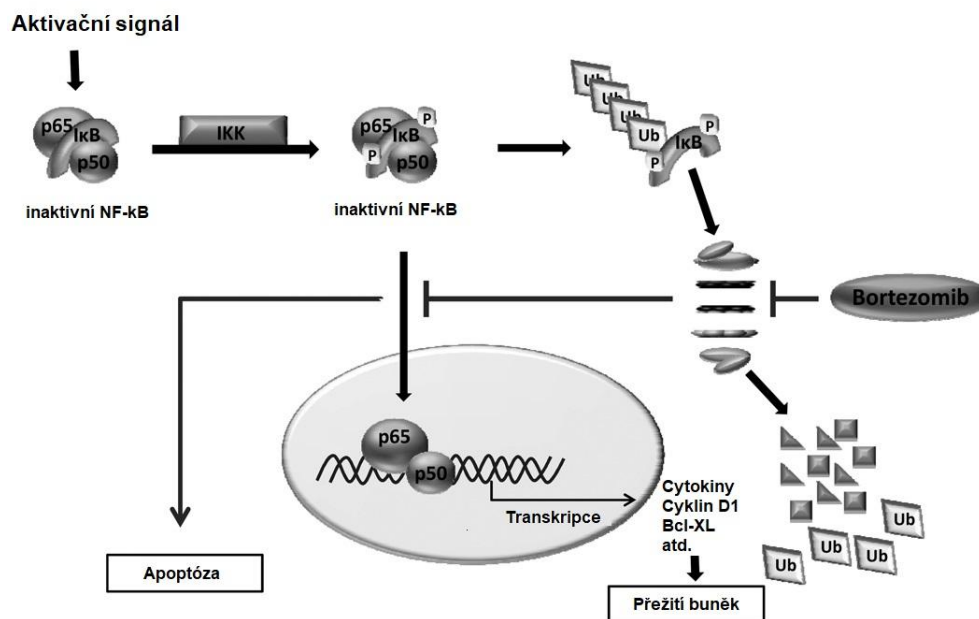 Aktivační signál
p65
IκB
p50
inaktivní NF-kB
IKK
p65
IκB
P
P
p50
inaktivní NF-kB
Ub
Ub
Ub
Ub
P
P
IκB
Bortezomib
p65
p50
Transkripce
Cytokiny
Cyklin D1
Bcl-XL
atd.
Apoptóza
Přežití buněk
Ub
Ub
Ub
Ub